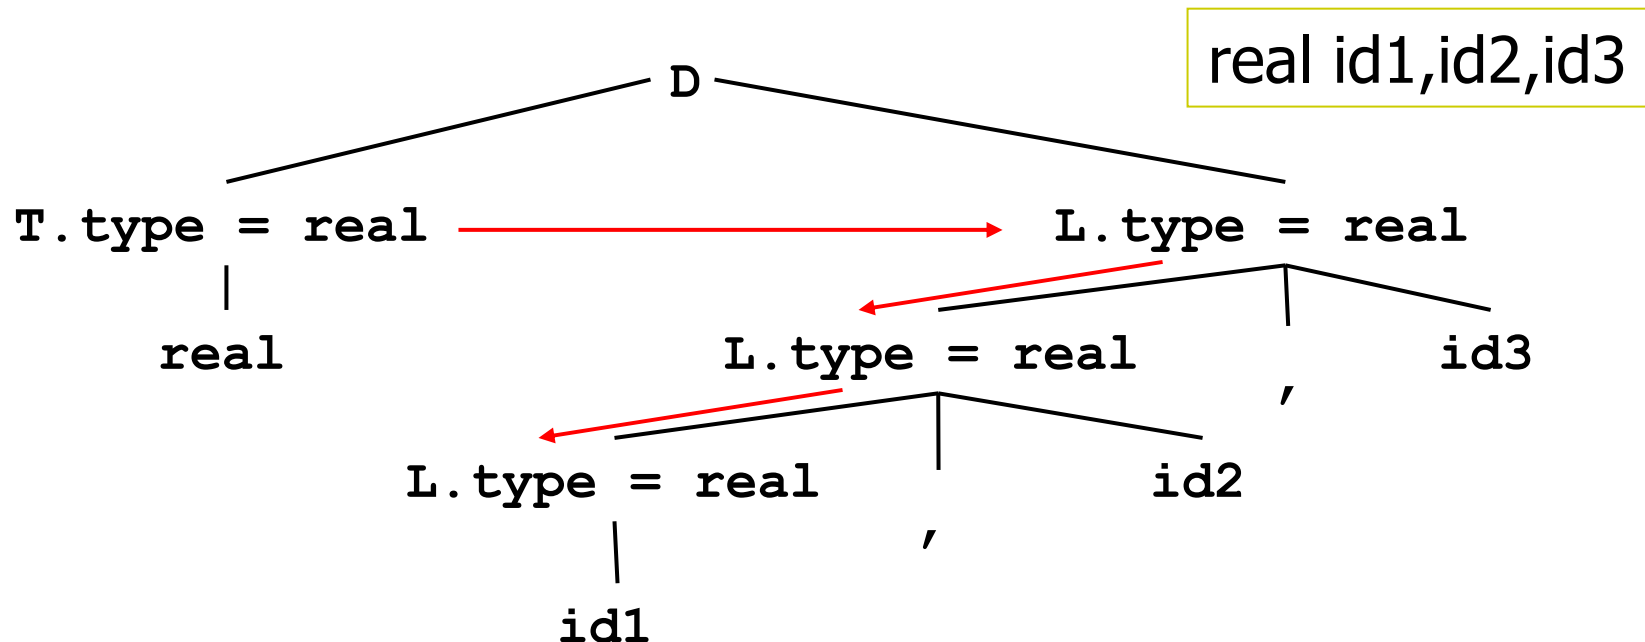 real id1,id2,id3
D
T.type = real
L.type = real
real
L.type = real
,
id3
L.type = real
,
id2
id1